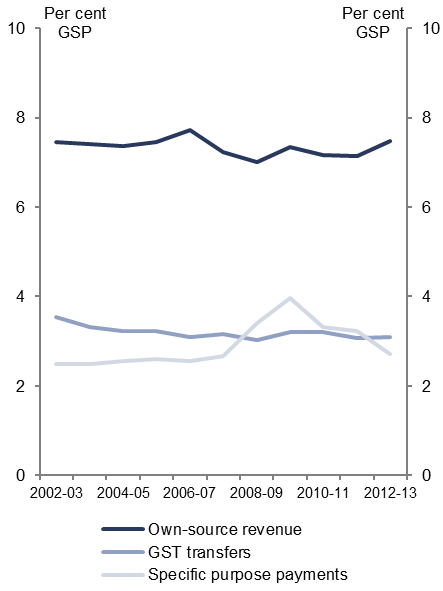 Per cent GSP
Per cent GSP
10
10
8
8
6
6
4
4
2
2
0
0
2002-03 2004-05 2006-07 2008-09 2010-11 2012-13
Own-source revenue
GST transfers
Specific purpose payments